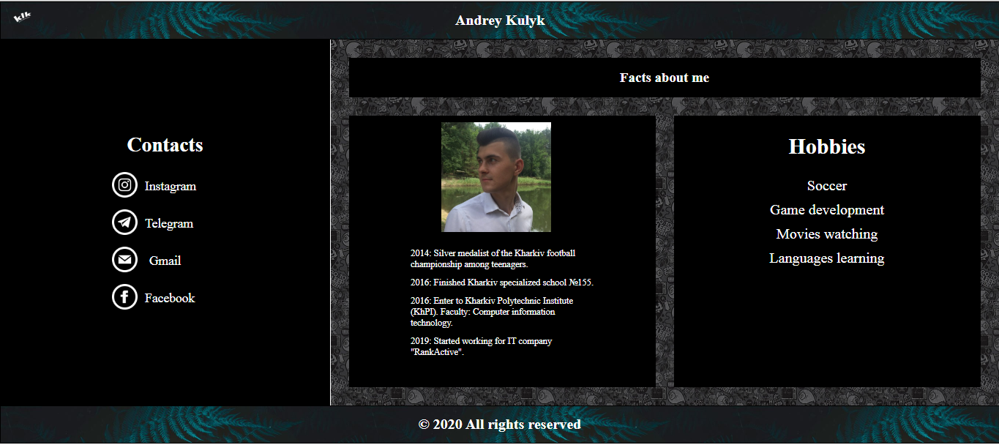 klk
Andrey Kulyk
Contacts
Instagram
Telegram
Gmail
Facebook
Facts about me
2014: Silver medalist of the Kharkiv football
championship among teenagers.
2016: Finished Kharkiv specialized school №155.
2016: Enter to Kharkiv Polytechnic Institute
(KhPI). Faculty: Computer information
technology.
2019: Started working for IT company
"RankActive".
Hobbies
Soccer
Game development
Movies watching
Languages learning
© 2020 All rights reserved